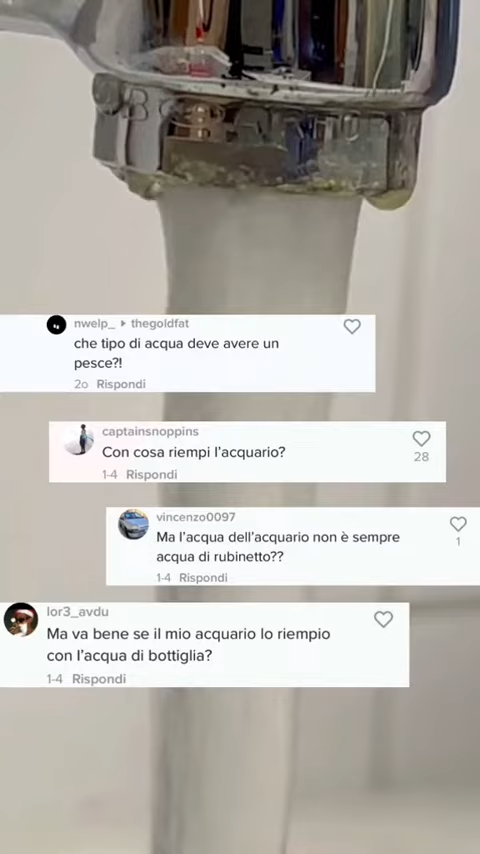 nwelp_ ▸ thegoldfat
che tipo di acqua deve avere un
pesce?!
2o Rispondi
captainsnoppins
Con cosa riempi l'acquario?
28
1-4 Rispondi
vincenzo0097
Ma l'acqua dell'acquario non è sempre
acqua di rubinetto??
1
1-4 Rispondi
lor3_avdu
Ma va bene se il mio acquario lo riempio
con l'acqua di bottiglia?
1-4 Rispondi